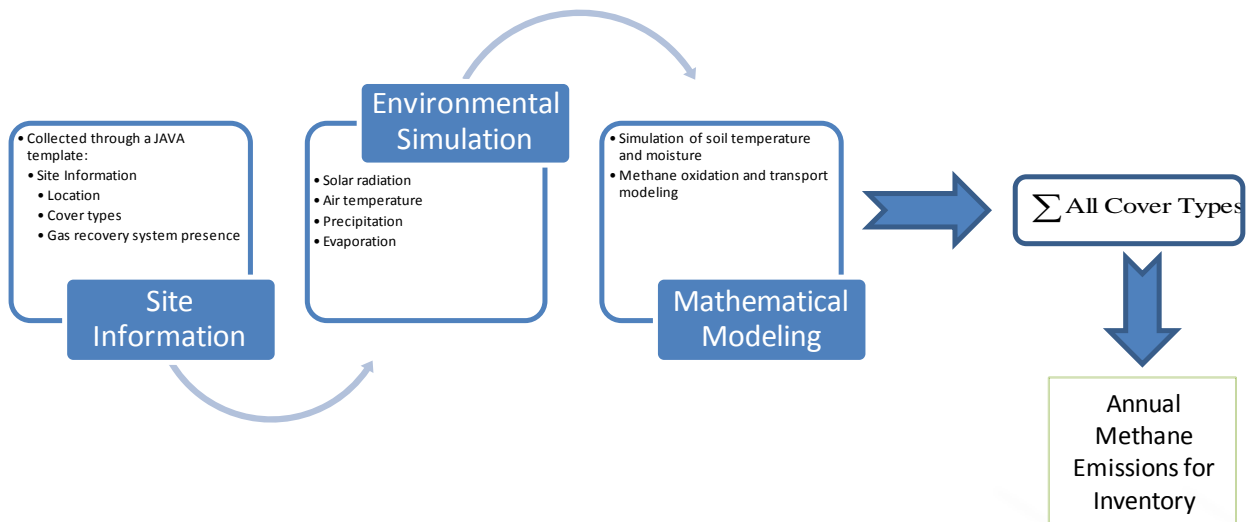 • Collected through a JAVA
template:
• Site Information
• Location
• Cover types
• Gas recovery system presence
Site
Information
Environmental
Simulation
• Solar radiation
• Air temperature
• Precipitation
• Evaporation
• Simulation of soil temperature
and moisture
• Methane oxidation and transport
modeling
Mathematical
Modeling
∑ All Cover Types
Annual
Methane
Emissions for
Inventory